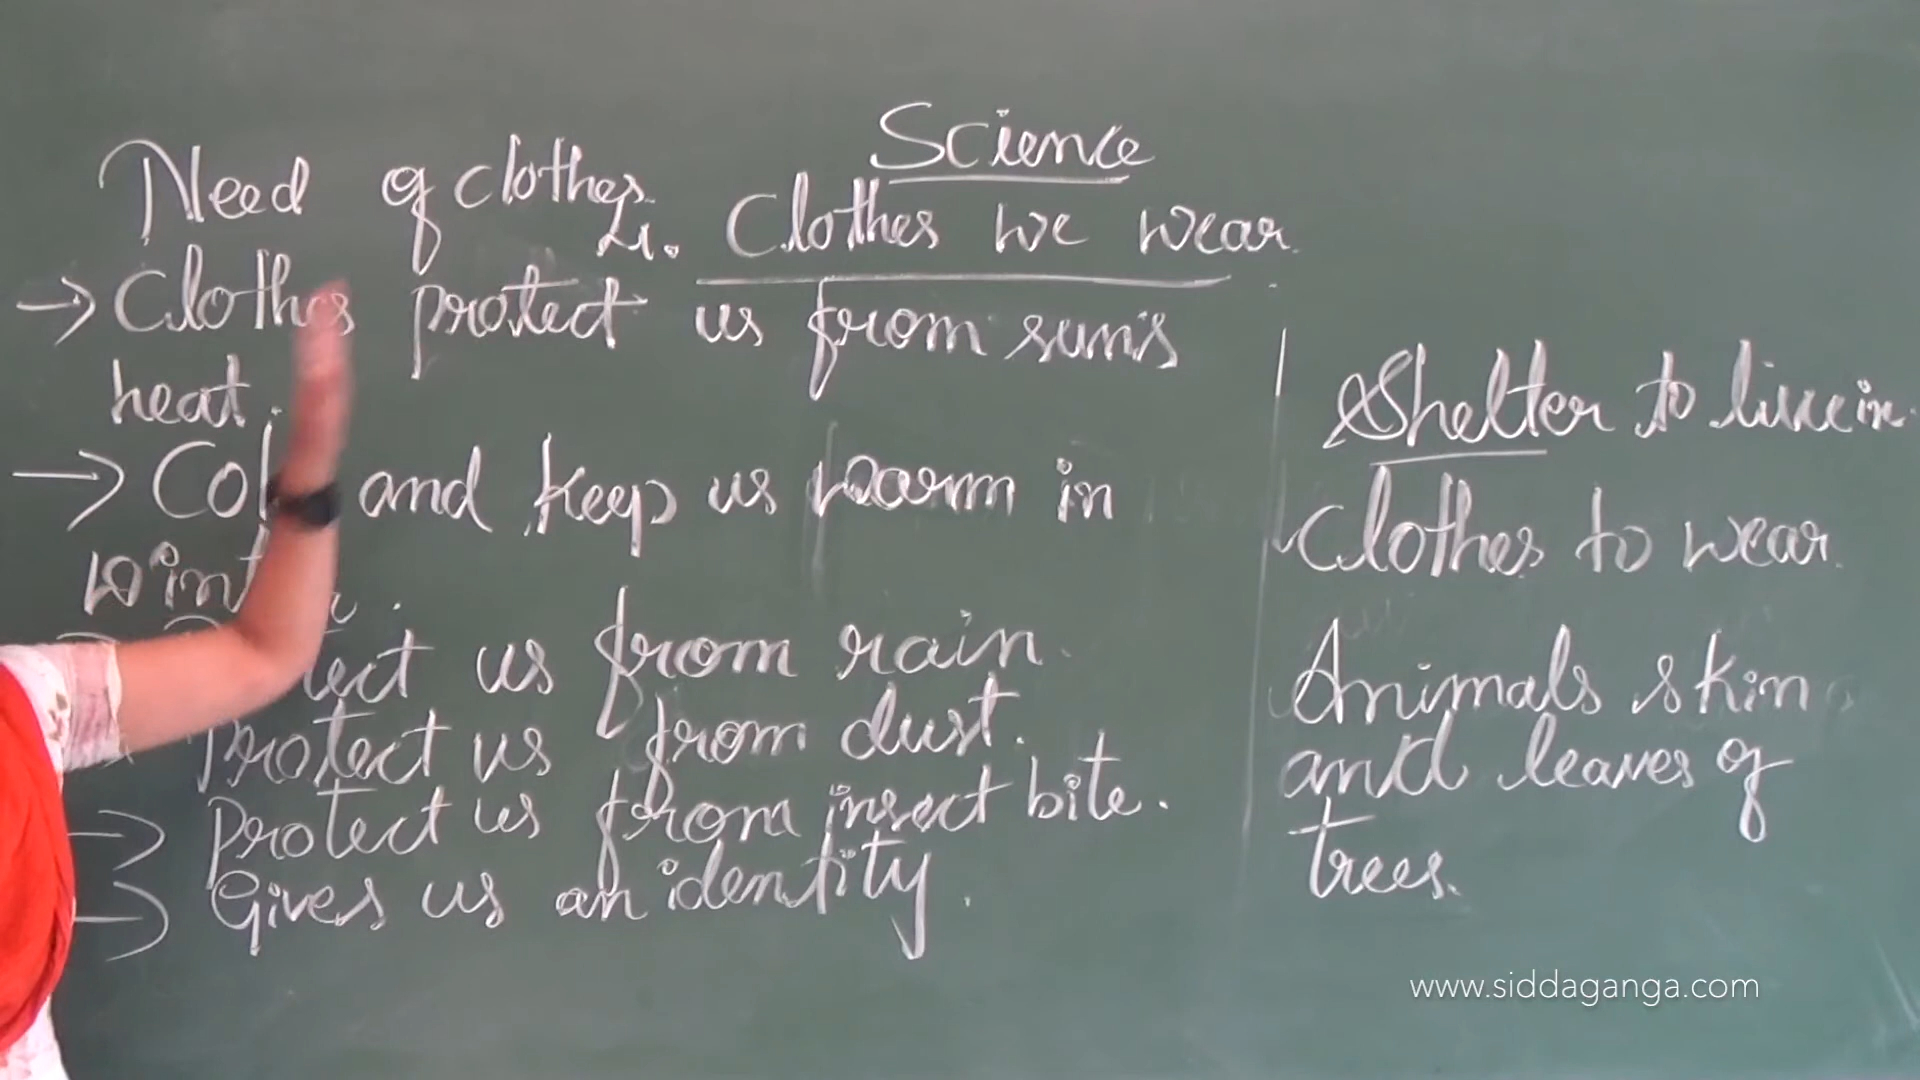 Science
4. Clothes we wear.
Need of clothes.
→ Clothes protect us from sun's
heat.
→ and keep us warm in
us from rain.
Protect us from dust.
→ Protect us from insect bite.
→ Gives us an identity.
Shelter to live in.
Clothes to wear.
Animals skin
and leaves of
trees.
www.siddaganga.com